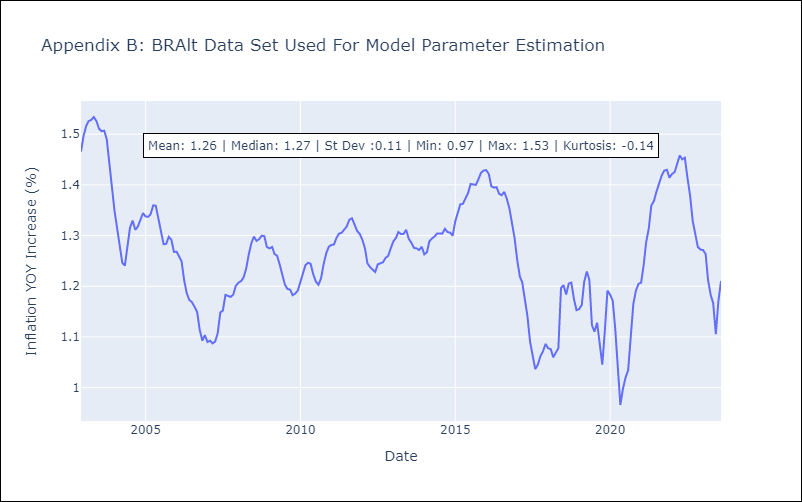 Appendix B: BRAlt Data Set Used For Model Parameter Estimation
Mean: 1.26 | Median: 1.27 | St Dev :0.11 | Min: 0.97 | Max: 1.53 | Kurtosis: -0.14
Inflation YOY Increase (%)
1.5
1.4
1.3
1.2
1.1
1
2005
2010
2015
2020
Date